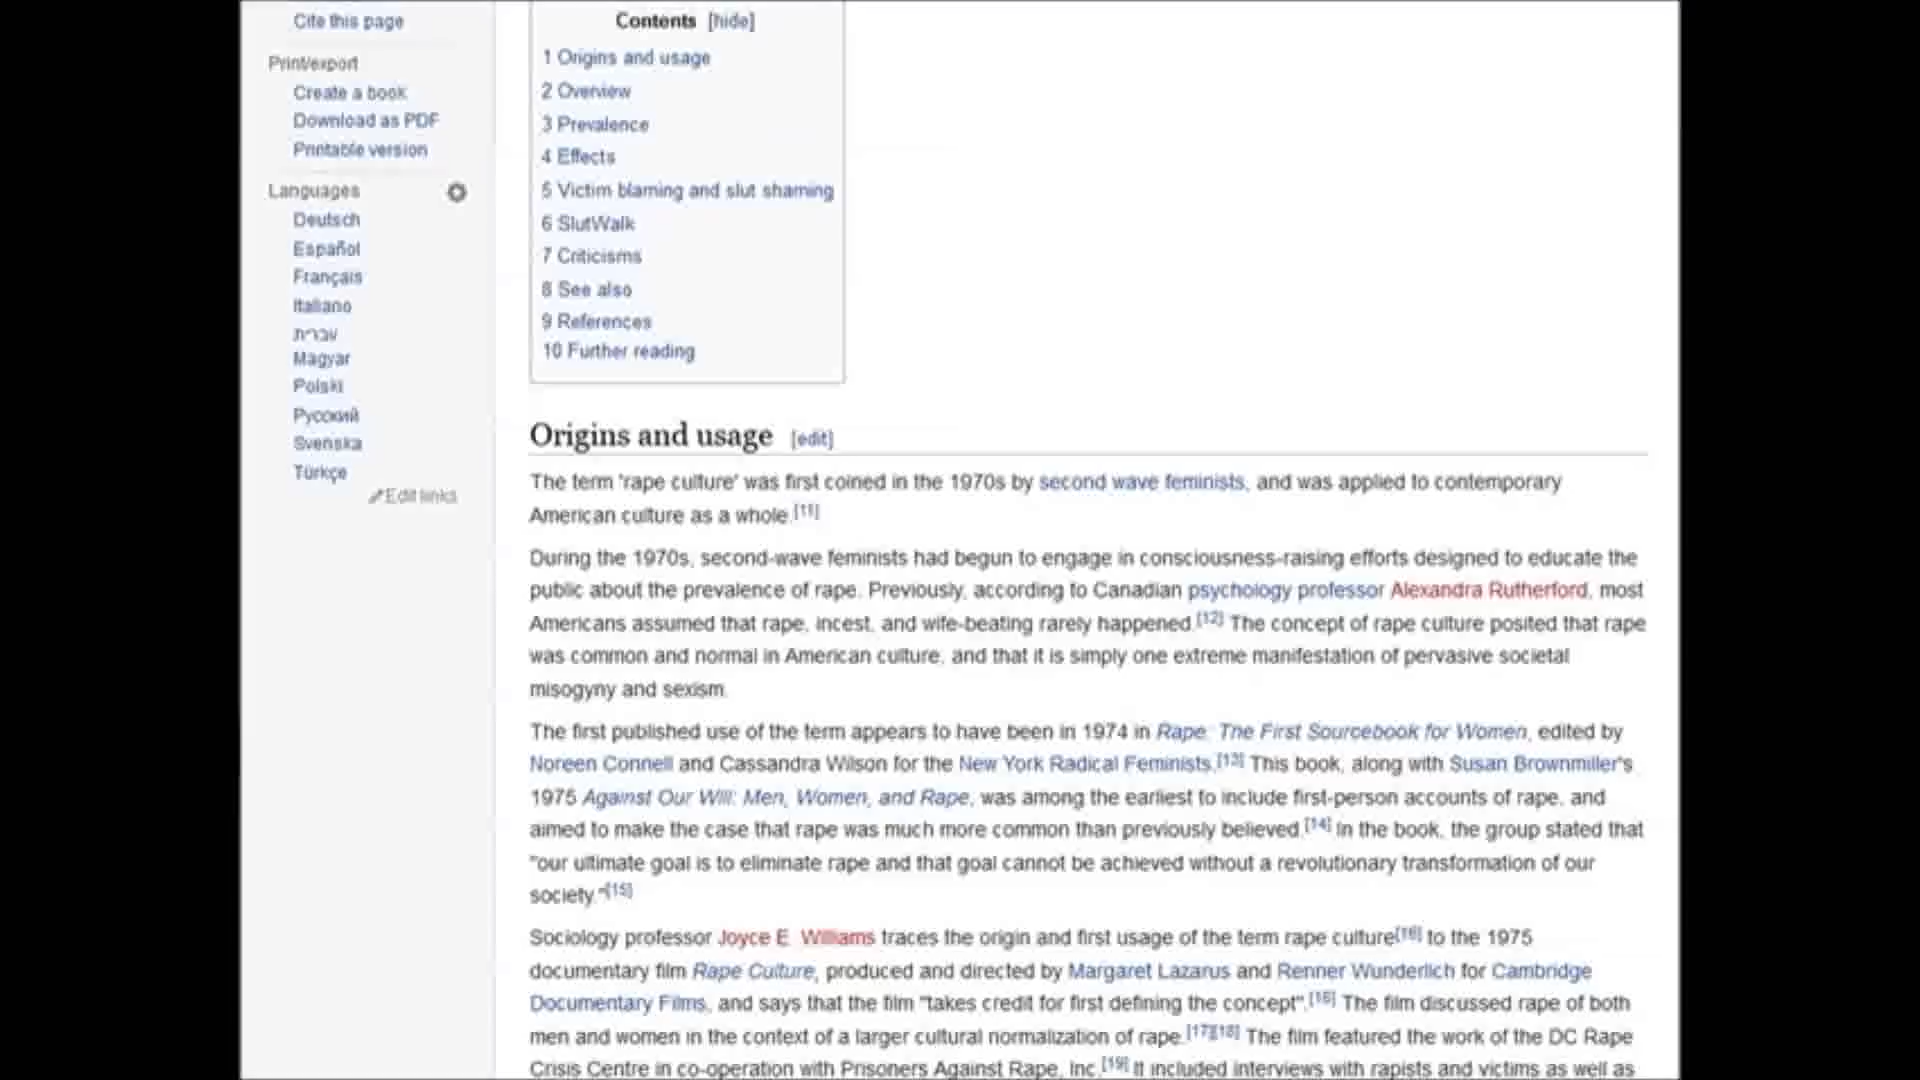 Cite this page
Print/export
Create a book
Download as PDF
Printable version
Languages
Deutsch
Español
Français
Italiano
עברית
Magyar
Polski
Русский
Svenska
Türkçe
Edit links
Contents [hide]
1 Origins and usage
2 Overview
3 Prevalence
4 Effects
5 Victim blaming and slut shaming
6 SlutWalk
7 Criticisms
8 See also
9 References
10 Further reading
Origins and usage [edit]
The term 'rape culture' was first coined in the 1970s by second wave feminists, and was applied to contemporary
American culture as a whole.[11]
During the 1970s, second-wave feminists had begun to engage in consciousness-raising efforts designed to educate the
public about the prevalence of rape. Previously, according to Canadian psychology professor Alexandra Rutherford, most
Americans assumed that rape, incest, and wife-beating rarely happened.[12] The concept of rape culture posited that rape
was common and normal in American culture, and that it is simply one extreme manifestation of pervasive societal
misogyny and sexism.
The first published use of the term appears to have been in 1974 in Rape: The First Sourcebook for Women, edited by
Noreen Connell and Cassandra Wilson for the New York Radical Feminists.[13] This book, along with Susan Brownmiller's
1975 Against Our Will: Men, Women, and Rape, was among the earliest to include first-person accounts of rape, and
aimed to make the case that rape was much more common than previously believed.[14] In the book, the group stated that
"our ultimate goal is to eliminate rape and that goal cannot be achieved without a revolutionary transformation of our
society."[15]
Sociology professor Joyce E. Williams traces the origin and first usage of the term rape culture[16] to the 1975
documentary film Rape Culture, produced and directed by Margaret Lazarus and Renner Wunderlich for Cambridge
Documentary Films, and says that the film "takes credit for first defining the concept".[16] The film discussed rape of both
men and women in the context of a larger cultural normalization of rape.[17][18] The film featured the work of the DC Rape
Crisis Centre in co-operation with Prisoners Against Rape, Inc.[19] It included interviews with rapists and victims as well as